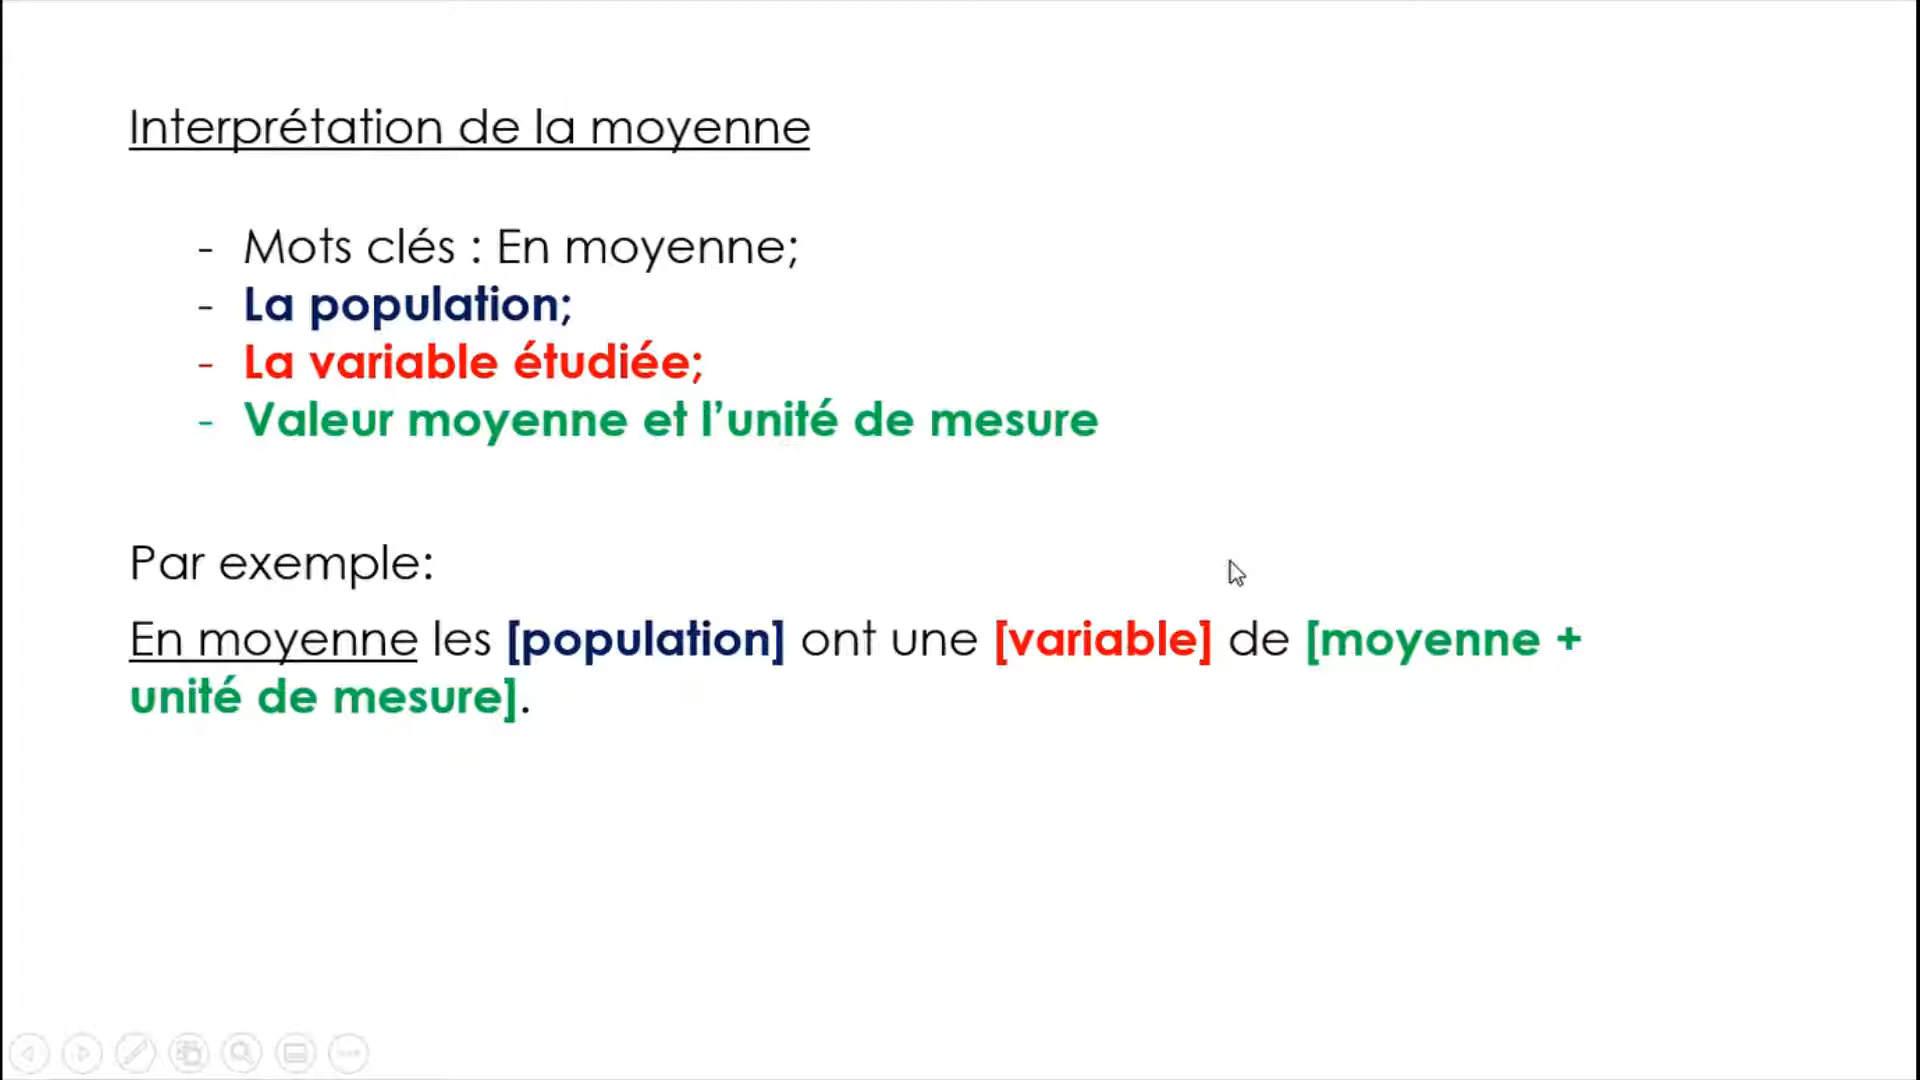 Interprétation de la moyenne
- Mots clés : En moyenne;
- La population;
- La variable étudiée;
- Valeur moyenne et l’unité de mesure
Par exemple:
En moyenne les [population] ont une [variable] de [moyenne +
unité de mesure].